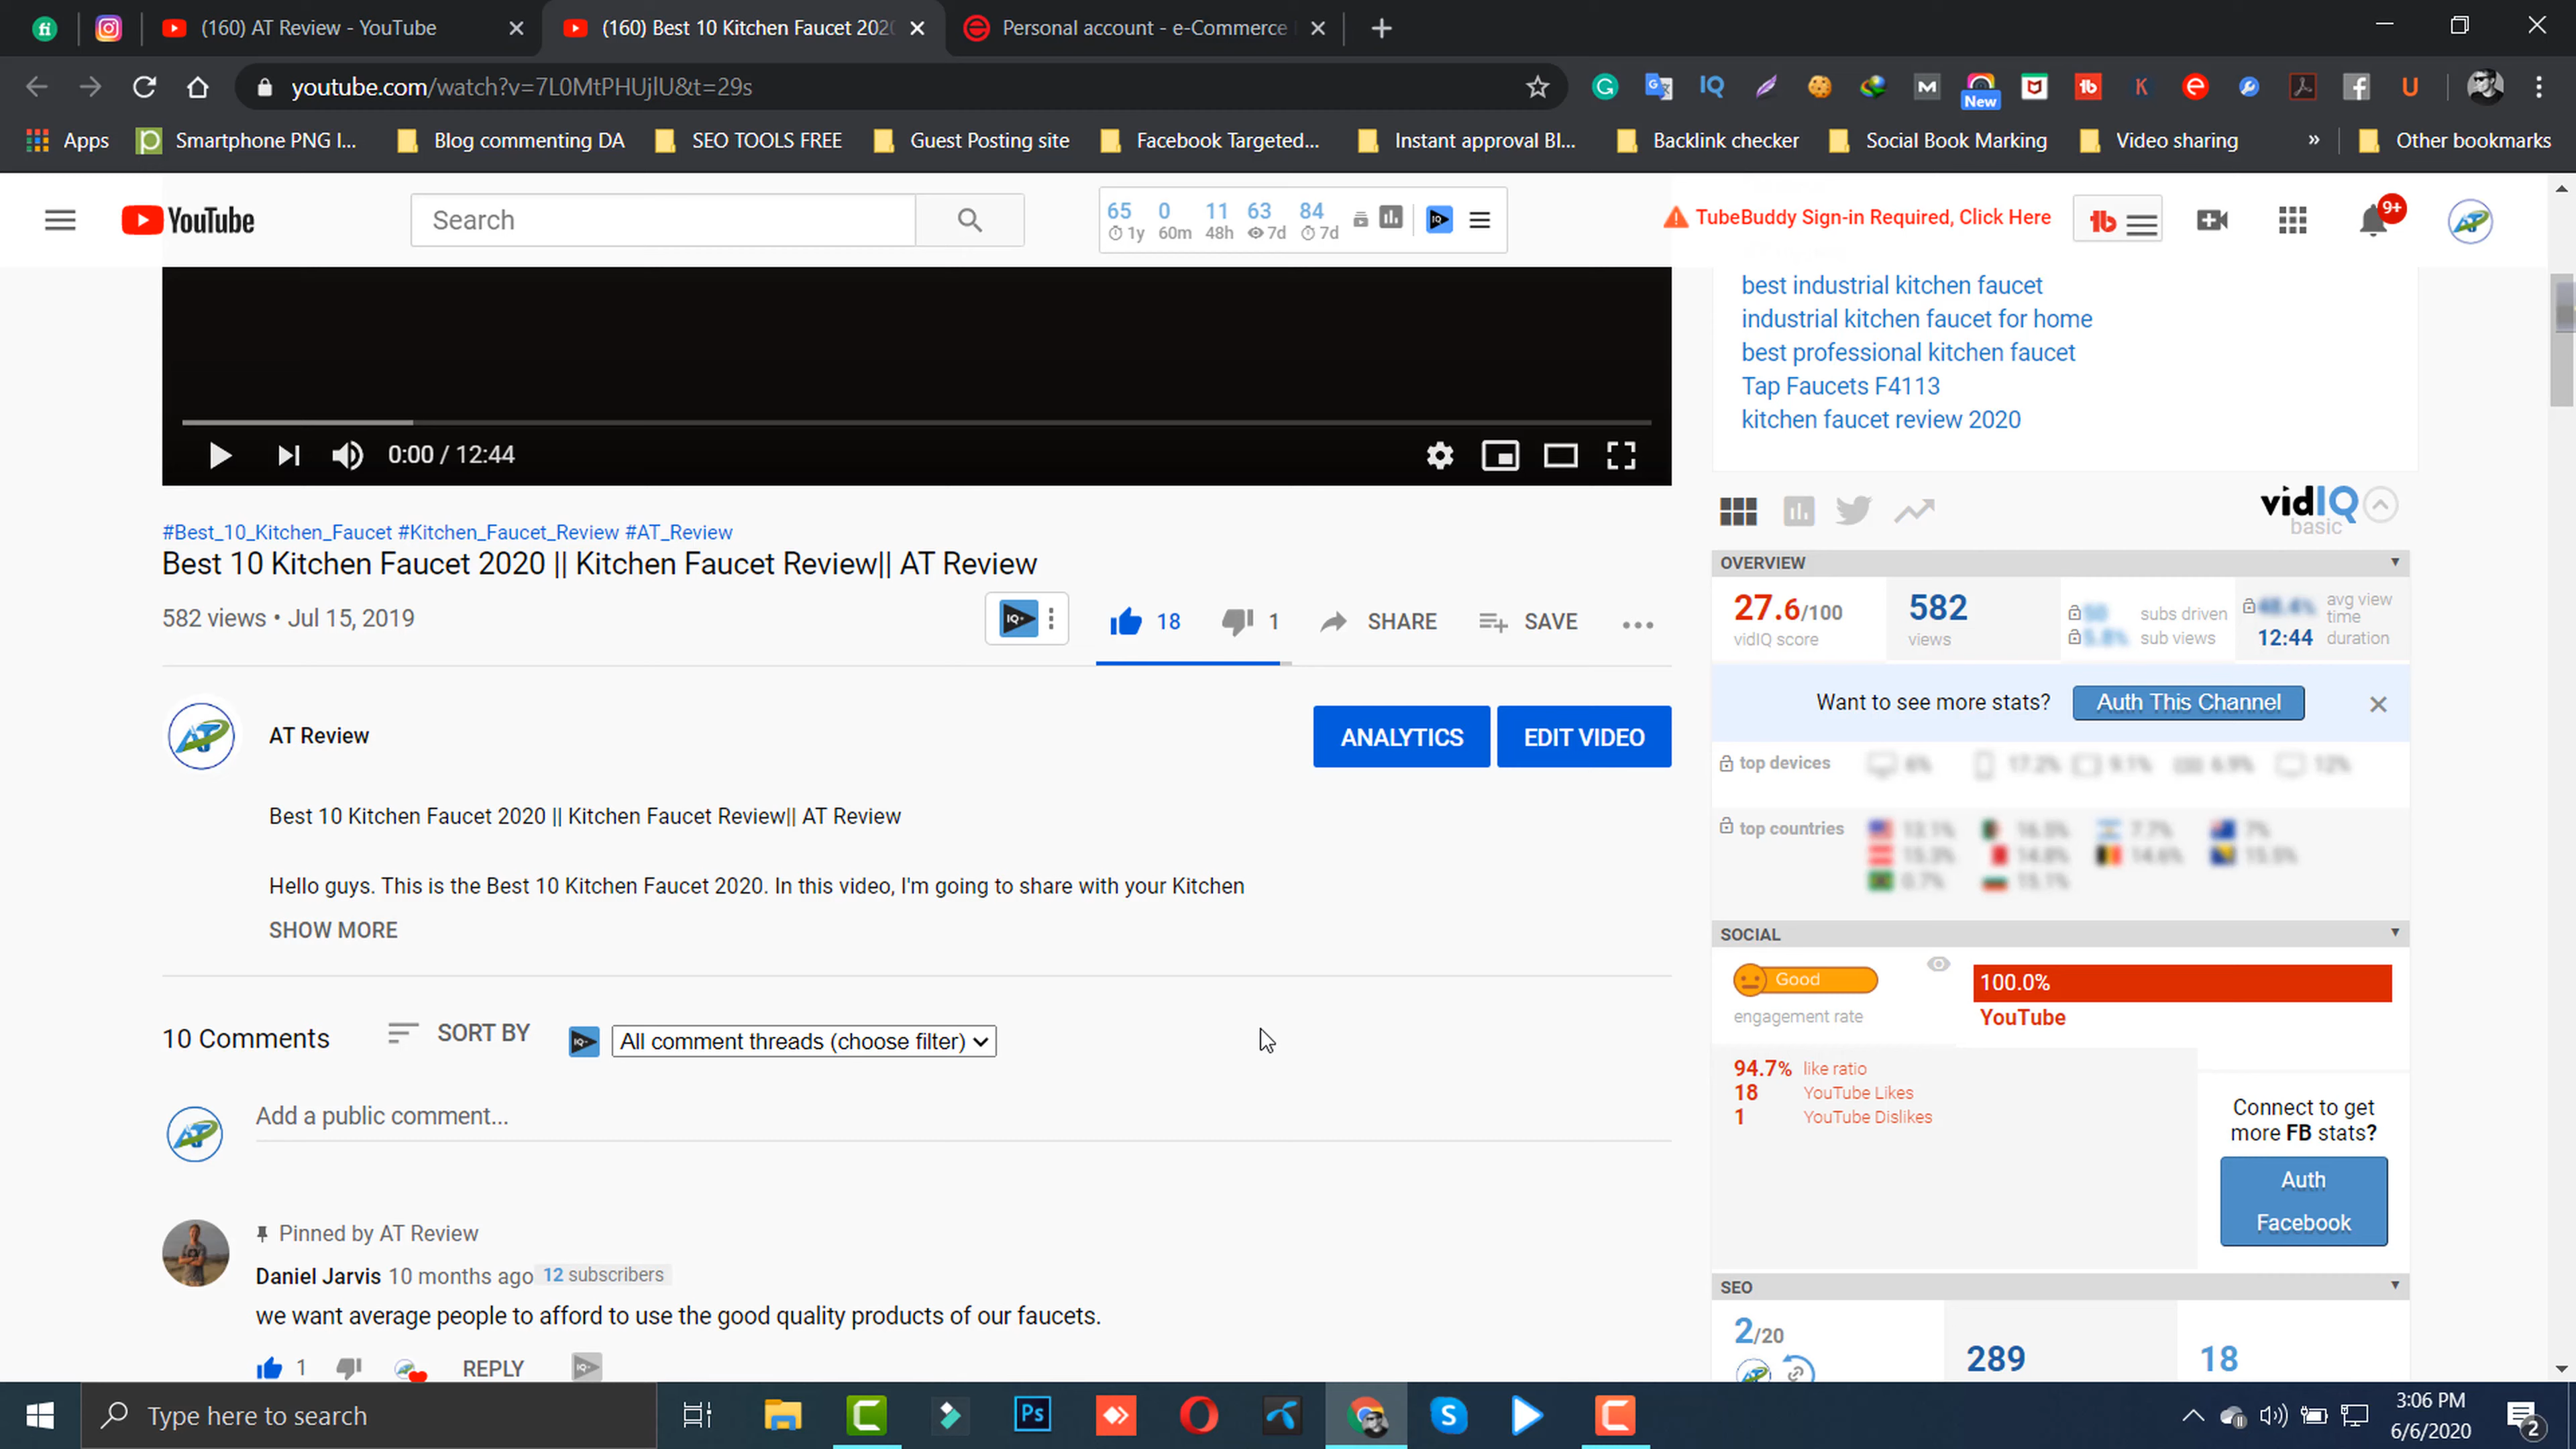 (160) AT Review - YouTube
(160) Best 10 Kitchen Faucet 2020
Personal account - e-Commerce
youtube.com/watch?v=7L0MtPHUjlU&t=29s
New
Apps
Smartphone PNG I...
Blog commenting DA
SEO TOOLS FREE
Guest Posting site
Facebook Targeted...
Instant approval Bl...
Backlink checker
Social Book Marking
Video sharing
»
Other bookmarks
YouTube
Search
65 0 11 63 84
1y 60m 48h 7d 7d
TubeBuddy Sign-in Required, Click Here
9+
best industrial kitchen faucet
industrial kitchen faucet for home
best professional kitchen faucet
Tap Faucets F4113
kitchen faucet review 2020
0:00 / 12:44
#Best_10_Kitchen_Faucet #Kitchen_Faucet_Review #AT_Review
Best 10 Kitchen Faucet 2020 || Kitchen Faucet Review|| AT Review
582 views • Jul 15, 2019
18
1
SHARE
SAVE
AT Review
ANALYTICS
EDIT VIDEO
Best 10 Kitchen Faucet 2020 || Kitchen Faucet Review|| AT Review
Hello guys. This is the Best 10 Kitchen Faucet 2020. In this video, I'm going to share with your Kitchen
SHOW MORE
10 Comments
SORT BY
All comment threads (choose filter)
Add a public comment...
Pinned by AT Review
Daniel Jarvis 10 months ago 12 subscribers
we want average people to afford to use the good quality products of our faucets.
1
REPLY
vidIQ
basic
OVERVIEW
27.6/100
vidIQ score
582
views
subs driven
sub views
avg view
time
12:44 duration
Want to see more stats?
Auth This Channel
top devices
top countries
SOCIAL
Good
engagement rate
100.0%
YouTube
94.7% like ratio
18 YouTube Likes
1 YouTube Dislikes
Connect to get
more FB stats?
Auth
Facebook
SEO
2/20
289
18
Type here to search
3:06 PM
6/6/2020
2